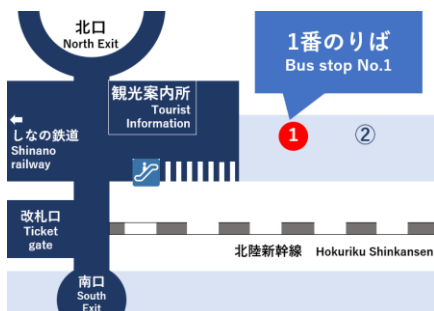 北口
North Exit
1番のりば
Bus stop No.1
観光案内所
Tourist
Information
しなの鉄道
Shinano
railway
1
②
改札口
Ticket
gate
北陸新幹線 Hokuriku Shinkansen
南口
South
Exit